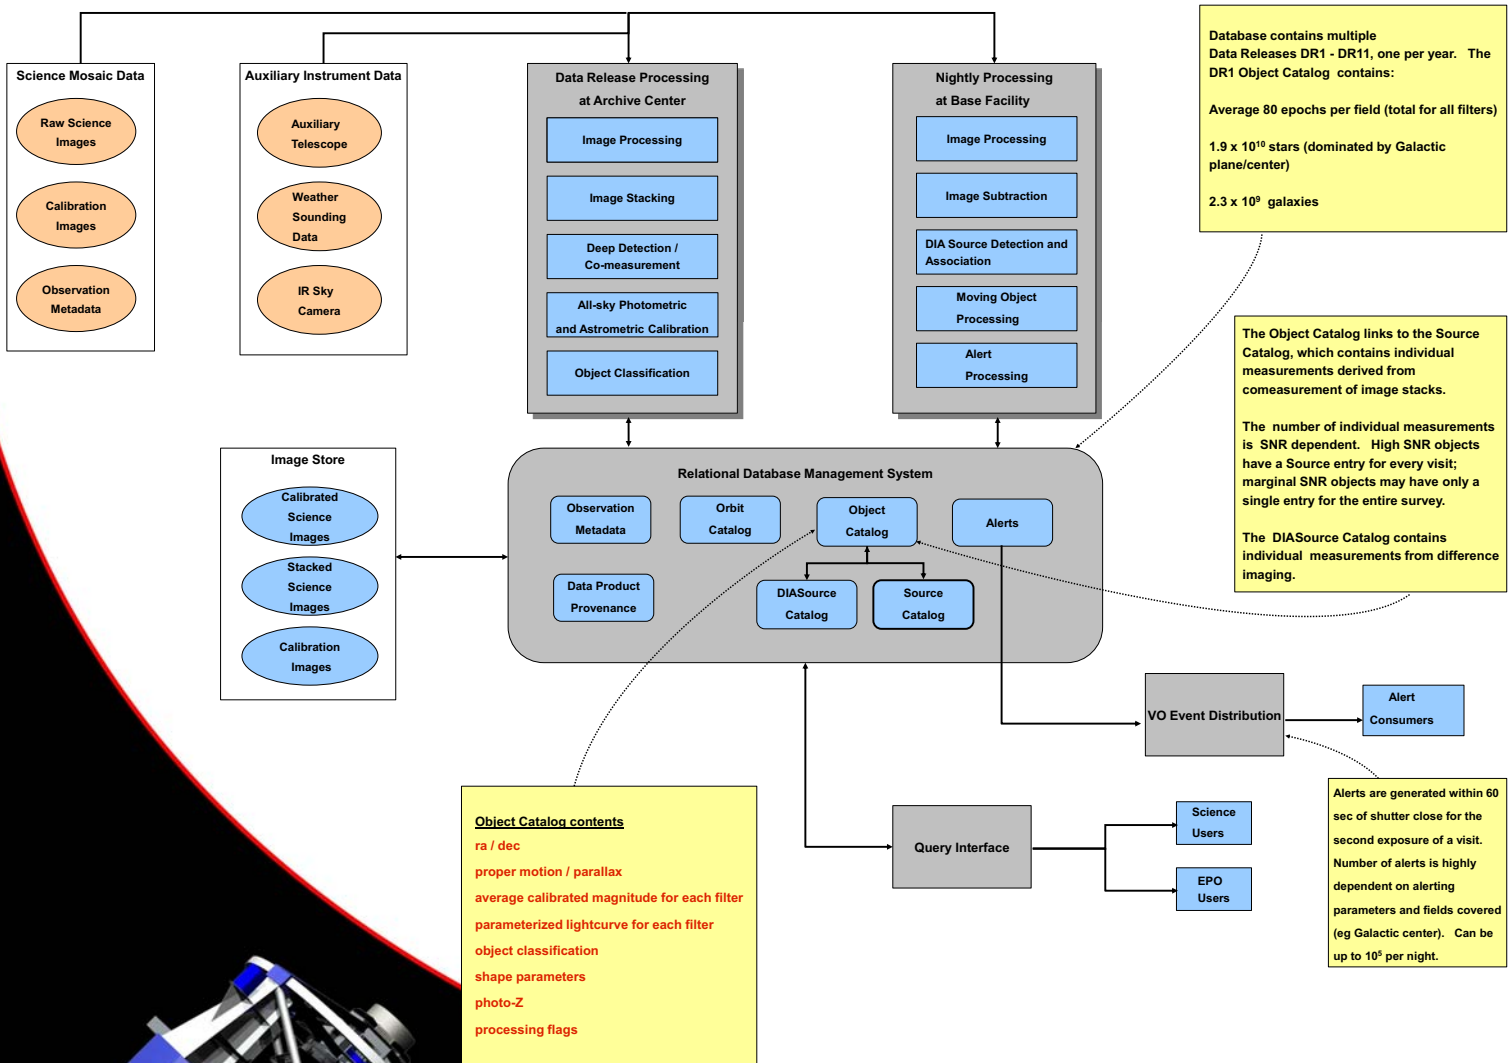 Science Mosaic Data
Raw Science
Images
Calibration
Images
Observation
Metadata
Auxiliary Instrument Data
Auxiliary
Telescope
Weather
Sounding
Data
IR Sky
Camera
Data Release Processing
at Archive Center
Image Processing
Image Stacking
Deep Detection /
Co-measurement
All-sky Photometric
and Astrometric Calibration
Object Classification
Nightly Processing
at Base Facility
Image Processing
Image Subtraction
DIA Source Detection and
Association
Moving Object
Processing
Alert
Processing
Database contains multiple
Data Releases DR1 - DR11, one per year. The
DR1 Object Catalog contains:
Average 80 epochs per field (total for all filters)
1.9 x 10¹⁰ stars (dominated by Galactic
plane/center)
2.3 x 10⁹ galaxies
The Object Catalog links to the Source
Catalog, which contains individual
measurements derived from
comeasurement of image stacks.
The number of individual measurements
is SNR dependent. High SNR objects
have a Source entry for every visit;
marginal SNR objects may have only a
single entry for the entire survey.
The DIASource Catalog contains
individual measurements from difference
imaging.
Image Store
Calibrated
Science
Images
Stacked
Science
Images
Calibration
Images
Relational Database Management System
Observation
Metadata
Orbit
Catalog
Object
Catalog
Alerts
Data Product
Provenance
DIASource
Catalog
Source
Catalog
VO Event Distribution
Alert
Consumers
Alerts are generated within 60
sec of shutter close for the
second exposure of a visit.
Number of alerts is highly
dependent on alerting
parameters and fields covered
(eg Galactic center). Can be
up to 10⁵ per night.
Query Interface
Science
Users
EPO
Users
Object Catalog contents
ra / dec
proper motion / parallax
average calibrated magnitude for each filter
parameterized lightcurve for each filter
object classification
shape parameters
photo-Z
processing flags